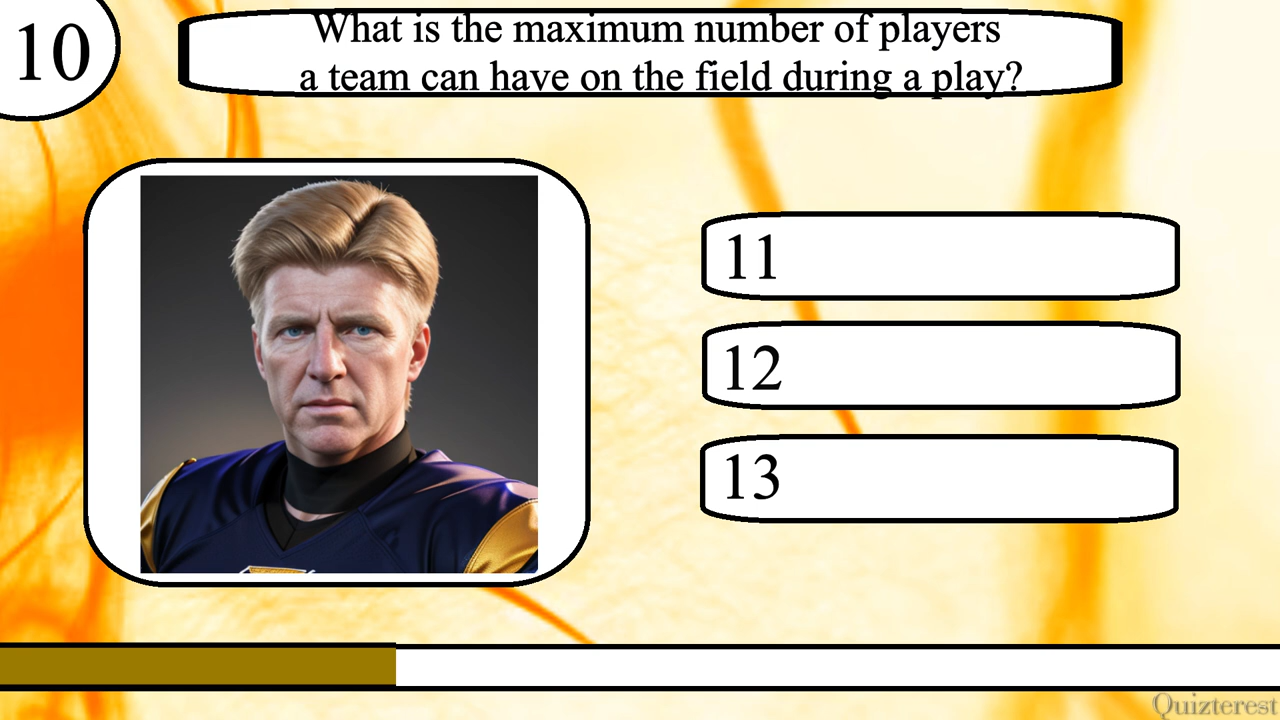 10
What is the maximum number of players
a team can have on the field during a play?
11
12
13
Quizterest